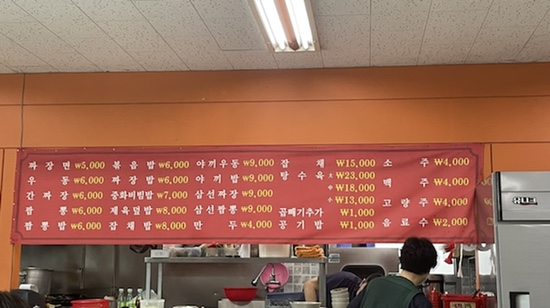 짜장면 ₩5,000
우동 ₩6,000
간짜장 ₩6,000
짬뽕 ₩6,000
짬뽕밥 ₩6,000
볶음밥 ₩6,000
짜장밥 ₩6,000
중화비빔밥 ₩7,000
제육덮밥 ₩8,000
잡채밥 ₩8,000
야끼우동 ₩9,000
야끼밥 ₩9,000
삼선짜장 ₩9,000
삼선짬뽕 ₩9,000
만두 ₩4,000
잡채 ₩15,000
탕수육 大 ₩23,000
中 ₩18,000
小 ₩13,000
곱빼기추가 ₩1,000
공기밥 ₩1,000
소주 ₩4,000
맥주 ₩4,000
고량주 ₩4,000
음료수 ₩2,000